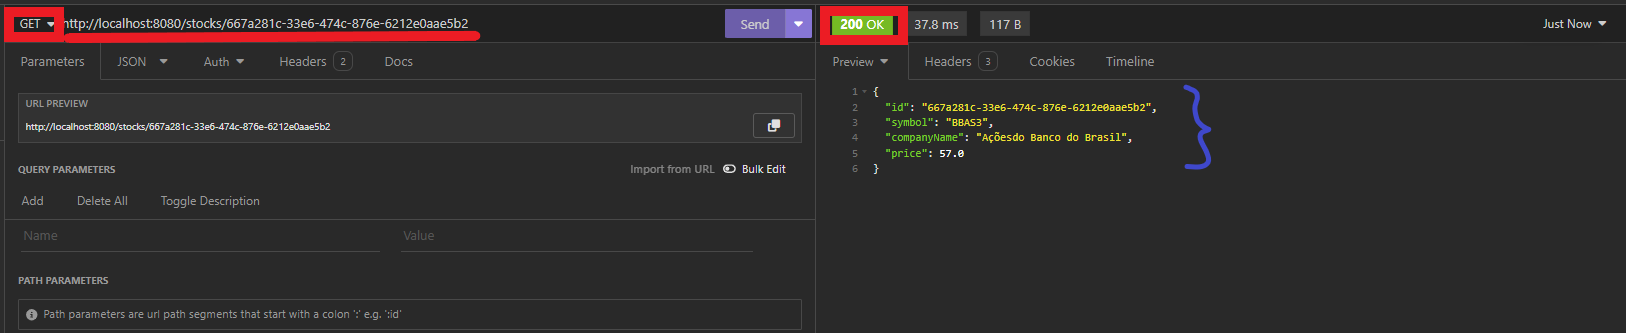 GET http://localhost:8080/stocks/667a281c-33e6-474c-876e-6212e0aae5b2 Send
Parameters JSON Auth Headers 2 Docs
URL PREVIEW
http://localhost:8080/stocks/667a281c-33e6-474c-876e-6212e0aae5b2
QUERY PARAMETERS Import from URL Bulk Edit
Add Delete All Toggle Description
Name Value
PATH PARAMETERS
Path parameters are url path segments that start with a colon ':' e.g. ':id'
200 OK 37.8 ms 117 B Just Now
Preview Headers 3 Cookies Timeline
1 {
2 "id": "667a281c-33e6-474c-876e-6212e0aae5b2",
3 "symbol": "BBAS3",
4 "companyName": "Açõesdo Banco do Brasil",
5 "price": 57.0
6 }